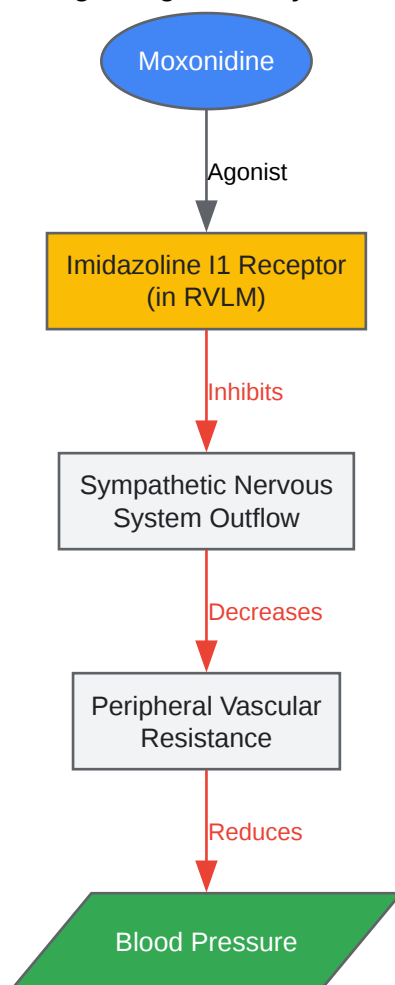 Moxonidine
Agonist
Imidazoline I1 Receptor
(in RVLM)
Inhibits
Sympathetic Nervous
System Outflow
Decreases
Peripheral Vascular
Resistance
Reduces
Blood Pressure